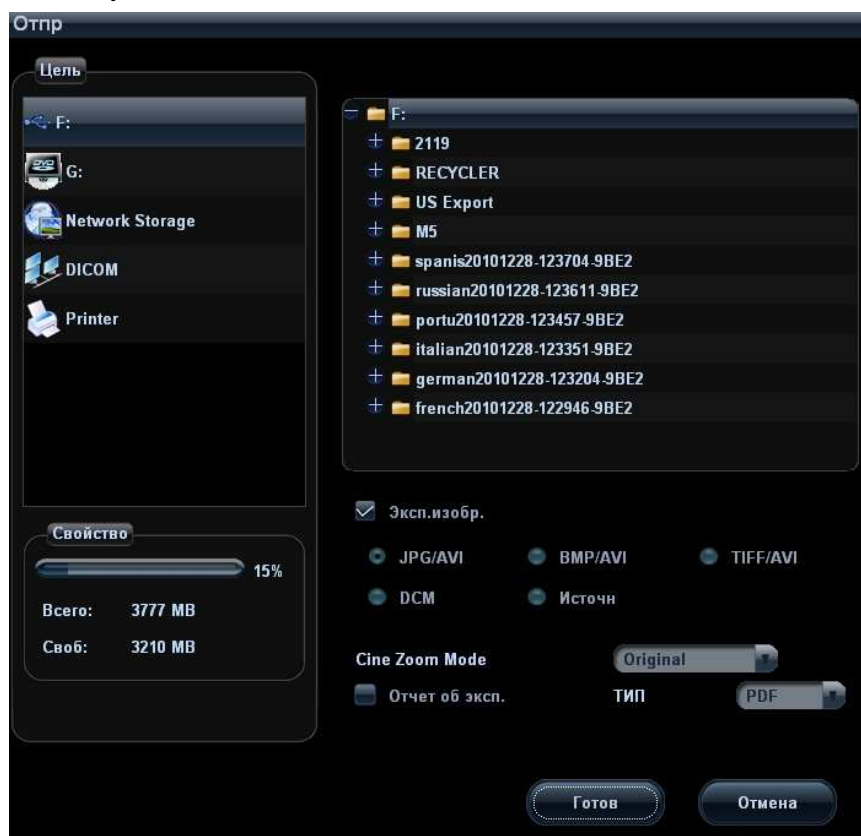 Отпр
Цель
F:
G:
Network Storage
DICOM
Printer
Свойство
15%
Всего: 3777 MB
Своб: 3210 MB
F:
2119
RECYCLER
US Export
M5
spanis20101228-123704-9BE2
russian20101228-123611-9BE2
portu20101228-123457-9BE2
italian20101228-123351-9BE2
german20101228-123204-9BE2
french20101228-122946-9BE2
Эксп.изобр.
JPG/AVI BMP/AVI TIFF/AVI
DCM Источн
Cine Zoom Mode Original
Отчет об эксп. ТИП PDF
Готов Отмена